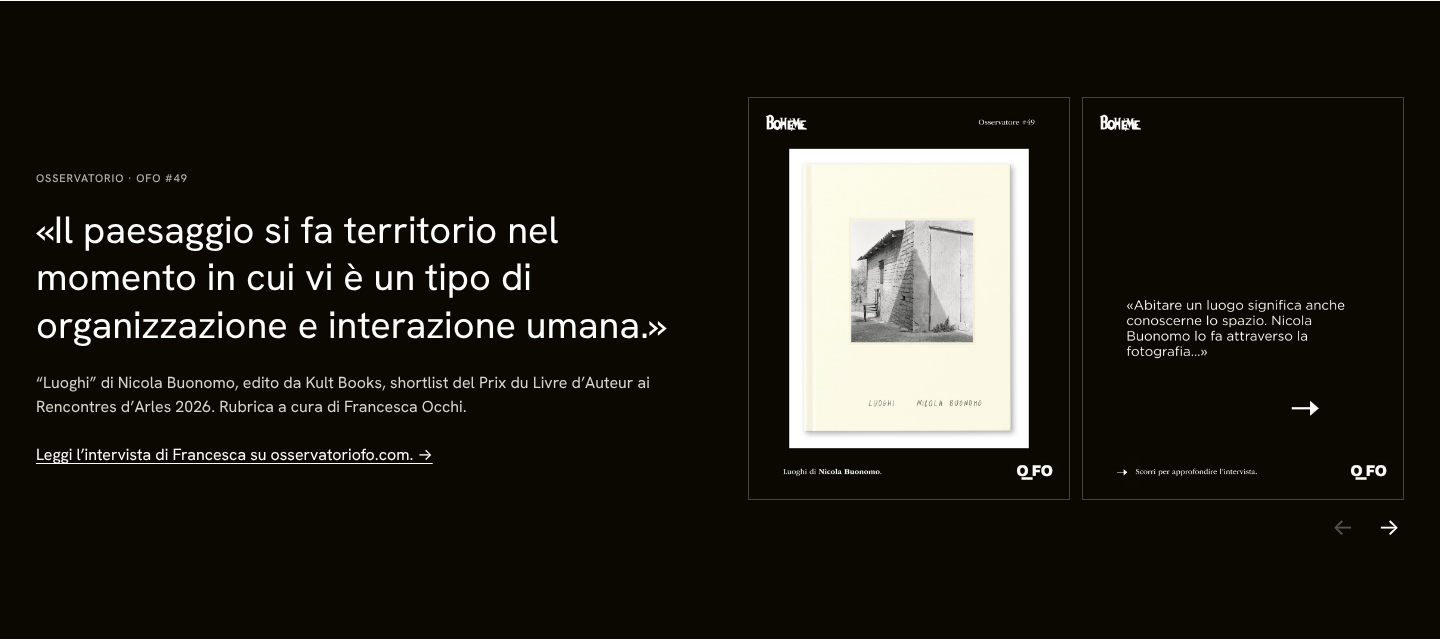 OSSERVATORIO · OFO #49
«Il paesaggio si fa territorio nel
momento in cui vi è un tipo di
organizzazione e interazione umana.»
“Luoghi” di Nicola Buonomo, edito da Kult Books, shortlist del Prix du Livre d’Auteur ai
Rencontres d’Arles 2026. Rubrica a cura di Francesca Occhi.
Leggi l’intervista di Francesca su osservatoriofo.com. →
BOHEME
Osservatore #49
LUOGHI NICOLA BUONOMO
Luoghi di Nicola Buonomo.
O FO
BOHEME
«Abitare un luogo significa anche
conoscerne lo spazio. Nicola
Buonomo lo fa attraverso la
fotografia...»
→
→ Scorri per approfondire l'intervista.
O FO
← →